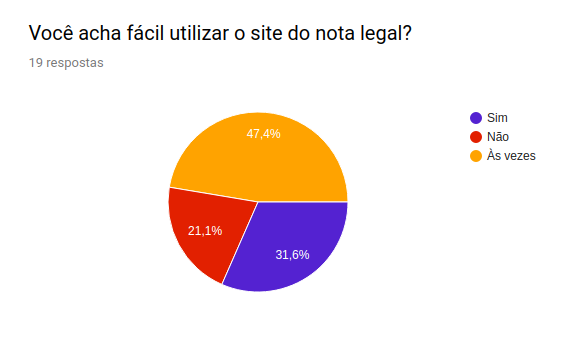 Você acha fácil utilizar o site do nota legal?
19 respostas
Sim
Não
Às vezes
47,4%
21,1%
31,6%